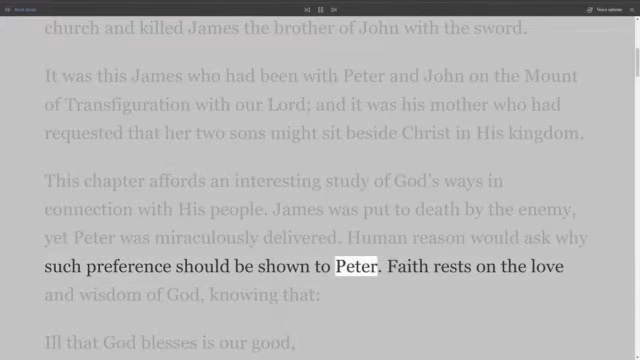 Read aloud
Voice options
church and killed James the brother of John with the sword.
It was this James who had been with Peter and John on the Mount
of Transfiguration with our Lord; and it was his mother who had
requested that her two sons might sit beside Christ in His kingdom.
This chapter affords an interesting study of God’s ways in
connection with His people. James was put to death by the enemy,
yet Peter was miraculously delivered. Human reason would ask why
such preference should be shown to Peter. Faith rests on the love
and wisdom of God, knowing that:
Ill that God blesses is our good,